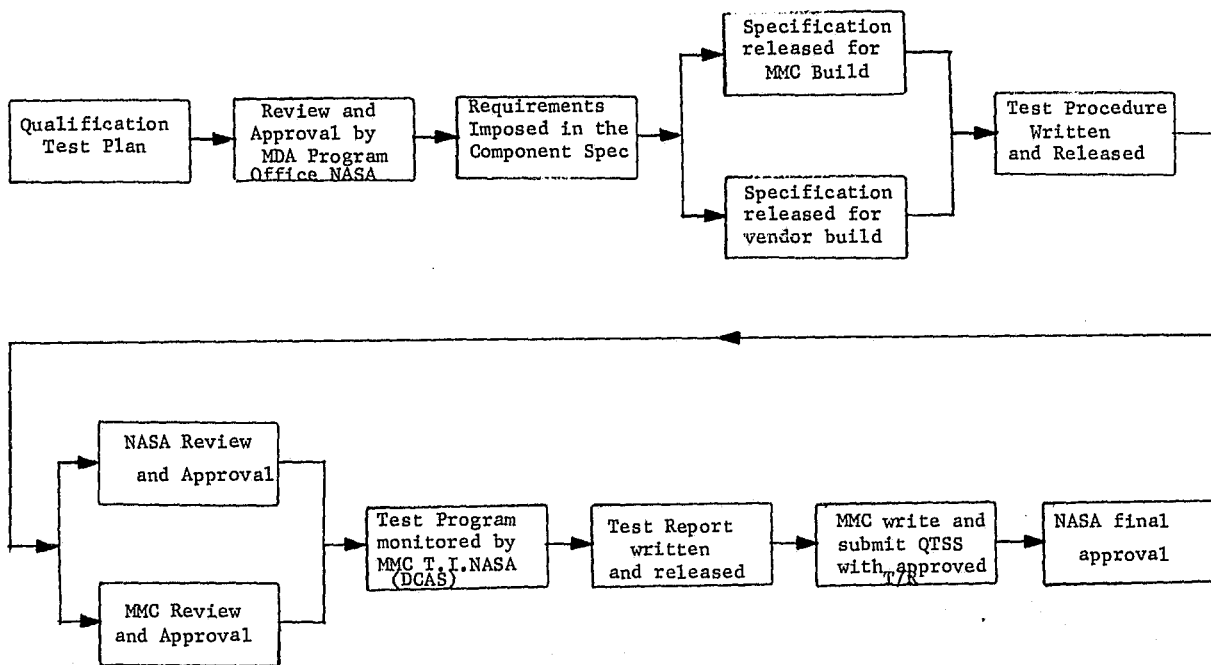 Qualification
Test Plan
Review and
Approval by
MDA Program
Office NASA
Requirements
Imposed in the
Component Spec
Specification
released for
MMC Build
Specification
released for
vendor build
Test Procedure
Written
and Released
NASA Review
and Approval
MMC Review
and Approval
Test Program
monitored by
MMC T.I.NASA
(DCAS)
Test Report
written
and released
MMC write and
submit QTSS
with approved
T/R
NASA final
approval